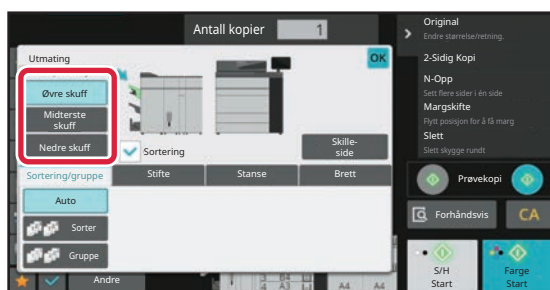 Antall kopier 1
Utmating
OK
Øvre skuff
Midterste
skuff
Nedre skuff
Sortering
Skille-
side
Sortering/gruppe
Stifte
Stanse
Brett
Auto
Sorter
Gruppe
Andre
A4
A3
A4
A4
Original
Endre størrelse/retning.
2-Sidig Kopi
N-Opp
Sett flere sider i én side
Margskifte
Flytt posisjon for å få marg
Slett
Slett skygge rundt
Prøvekopi
Forhåndsvis
CA
S/H
Start
Farge
Start